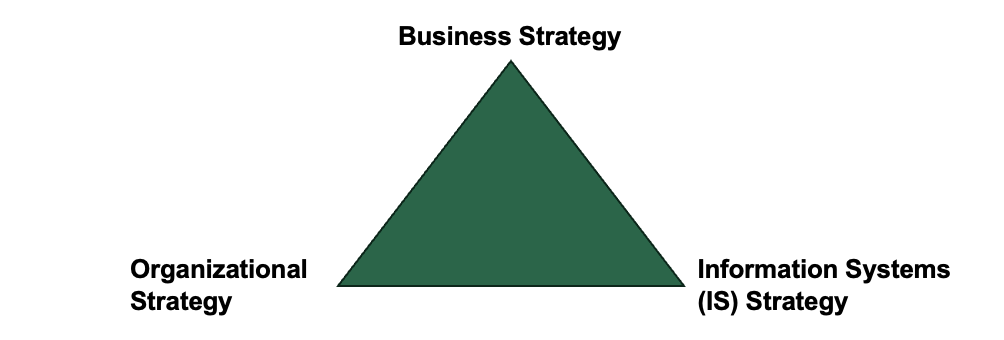 Business Strategy
Organizational
Strategy
Information Systems
(IS) Strategy